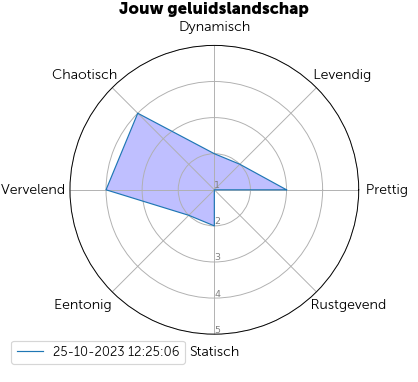 Jouw geluidslandschap
Dynamisch
Chaotisch
Levendig
Vervelend
1
Prettig
2
3
4
Eentonig
Rustgevend
5
25-10-2023 12:25:06
Statisch